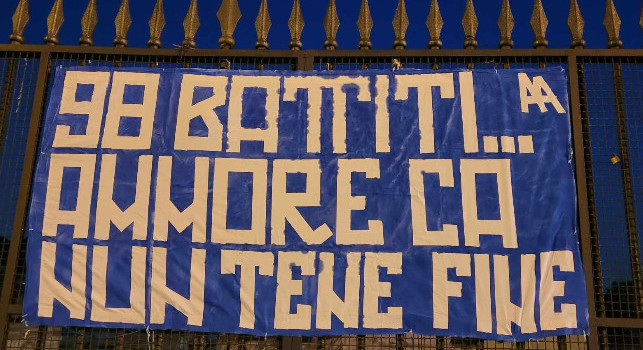 98 BATTITI... AA
AMMORE CA
NUN TENE FINE